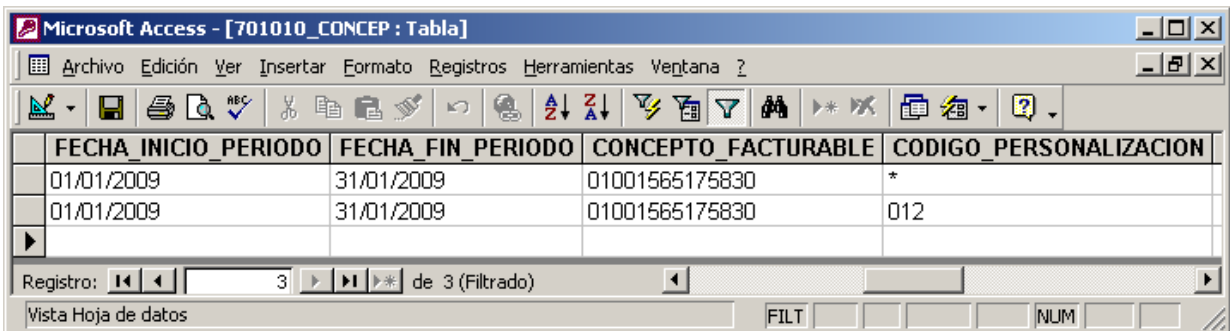 Microsoft Access - [701010_CONCEP : Tabla]
Archivo Edición Ver Insertar Formato Registros Herramientas Ventana ?
FECHA_INICIO_PERIODO FECHA_FIN_PERIODO CONCEPTO_FACTURABLE CODIGO_PERSONALIZACION
01/01/2009 31/01/2009 01001565175830 *
01/01/2009 31/01/2009 01001565175830 012
Registro: 3 de 3 (Filtrado)
Vista Hoja de datos FILT NUM